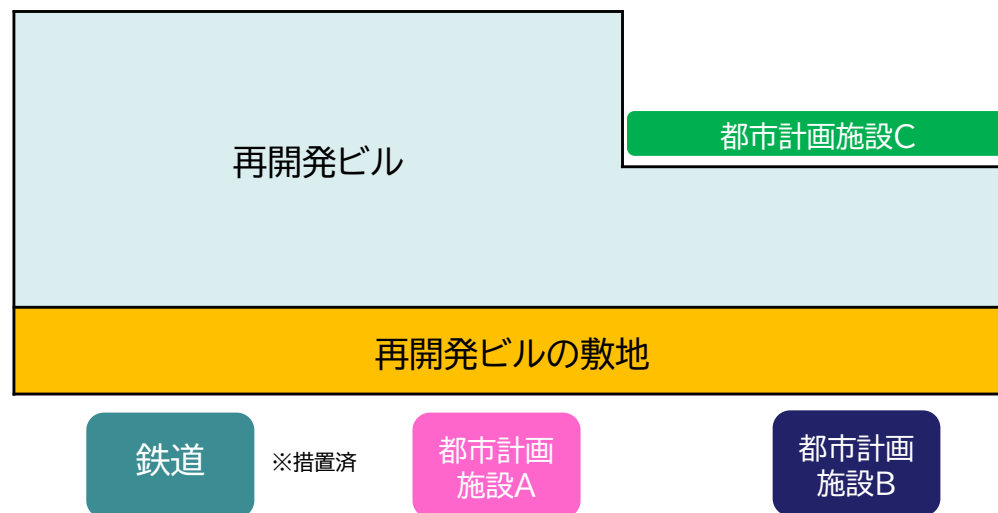 都市計画施設C
再開発ビル
再開発ビルの敷地
鉄道
※措置済
都市計画
施設A
都市計画
施設B